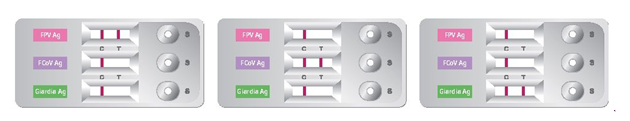 FPV Ag S FPV Ag S FPV Ag S
C T C T C T
FCoV Ag S FCoV Ag S FCoV Ag S
C T C T C T
Giardia Ag S Giardia Ag S Giardia Ag S